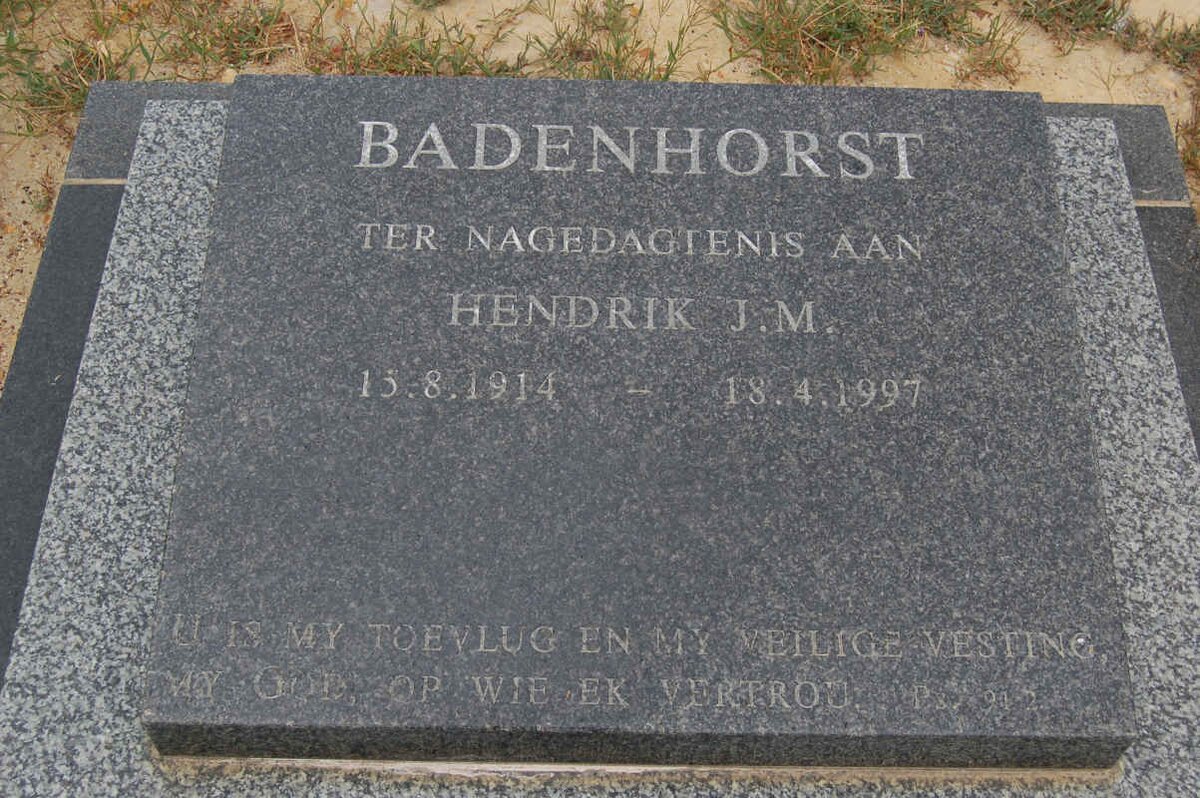 BADENHORST
TER NAGEDAGTENIS AAN
HENDRIK J.M.
15.8.1914 – 18.4.1997
U IS MY TOEVLUG EN MY VEILIGE VESTING,
MY GOD, OP WIE EK VERTROU. Ps. 91:2